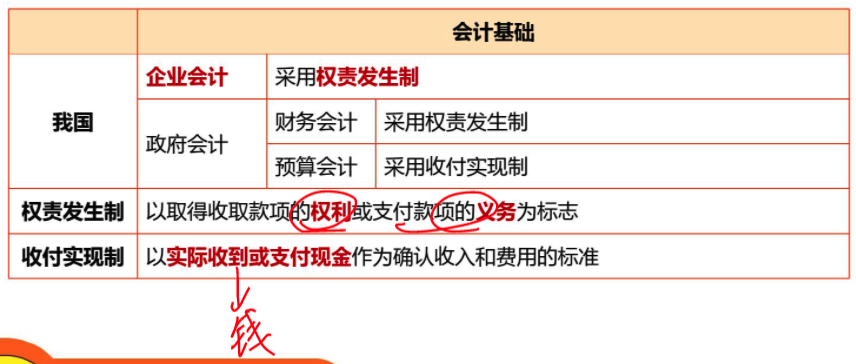 会计基础
我国
企业会计 采用权责发生制
政府会计
财务会计 采用权责发生制
预算会计 采用收付实现制
权责发生制 以取得收取款项的权利或支付款项的义务为标志
收付实现制 以实际收到或支付现金作为确认收入和费用的标准
钱